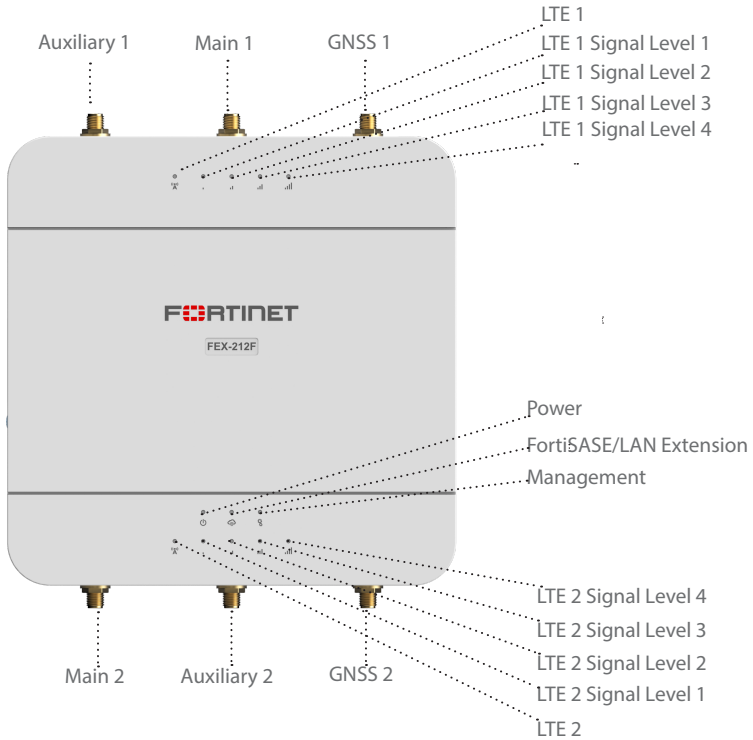 LTE 1
Auxiliary 1 Main 1 GNSS 1 LTE 1 Signal Level 1
LTE 1 Signal Level 2
LTE 1 Signal Level 3
LTE 1 Signal Level 4
FORTINET
FEX-212F
Power
FortiSASE/LAN Extension
Management
LTE 2 Signal Level 4
LTE 2 Signal Level 3
LTE 2 Signal Level 2
Main 2 Auxiliary 2 GNSS 2
LTE 2 Signal Level 1
LTE 2